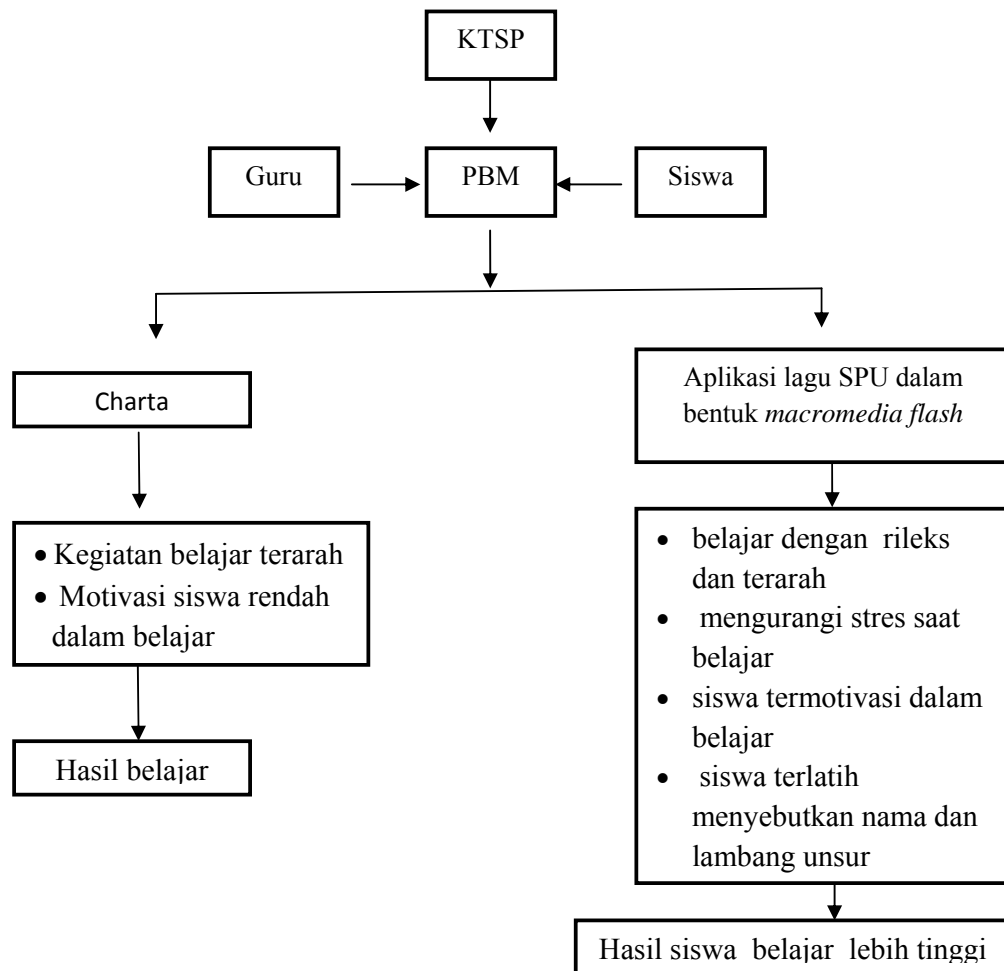 KTSP
Guru
PBM
Siswa
Charta
• Kegiatan belajar terarah
• Motivasi siswa rendah
dalam belajar
Hasil belajar
Aplikasi lagu SPU dalam
bentuk macromedia flash
• belajar dengan rileks
dan terarah
• mengurangi stres saat
belajar
• siswa termotivasi dalam
belajar
• siswa terlatih
menyebutkan nama dan
lambang unsur
Hasil siswa belajar lebih tinggi